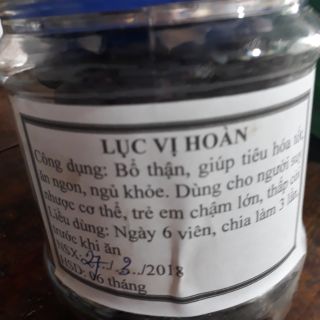 LỤC VỊ HOÀN
Công dụng: Bổ thận, giúp tiêu hóa tốt,
ăn ngon, ngủ khỏe. Dùng cho người suy
nhược cơ thể, trẻ em chậm lớn, thấp còi
Liều dùng: Ngày 6 viên, chia làm 3 lần,
trước khi ăn
NSX: 27/2../2018
HSD: 06 tháng